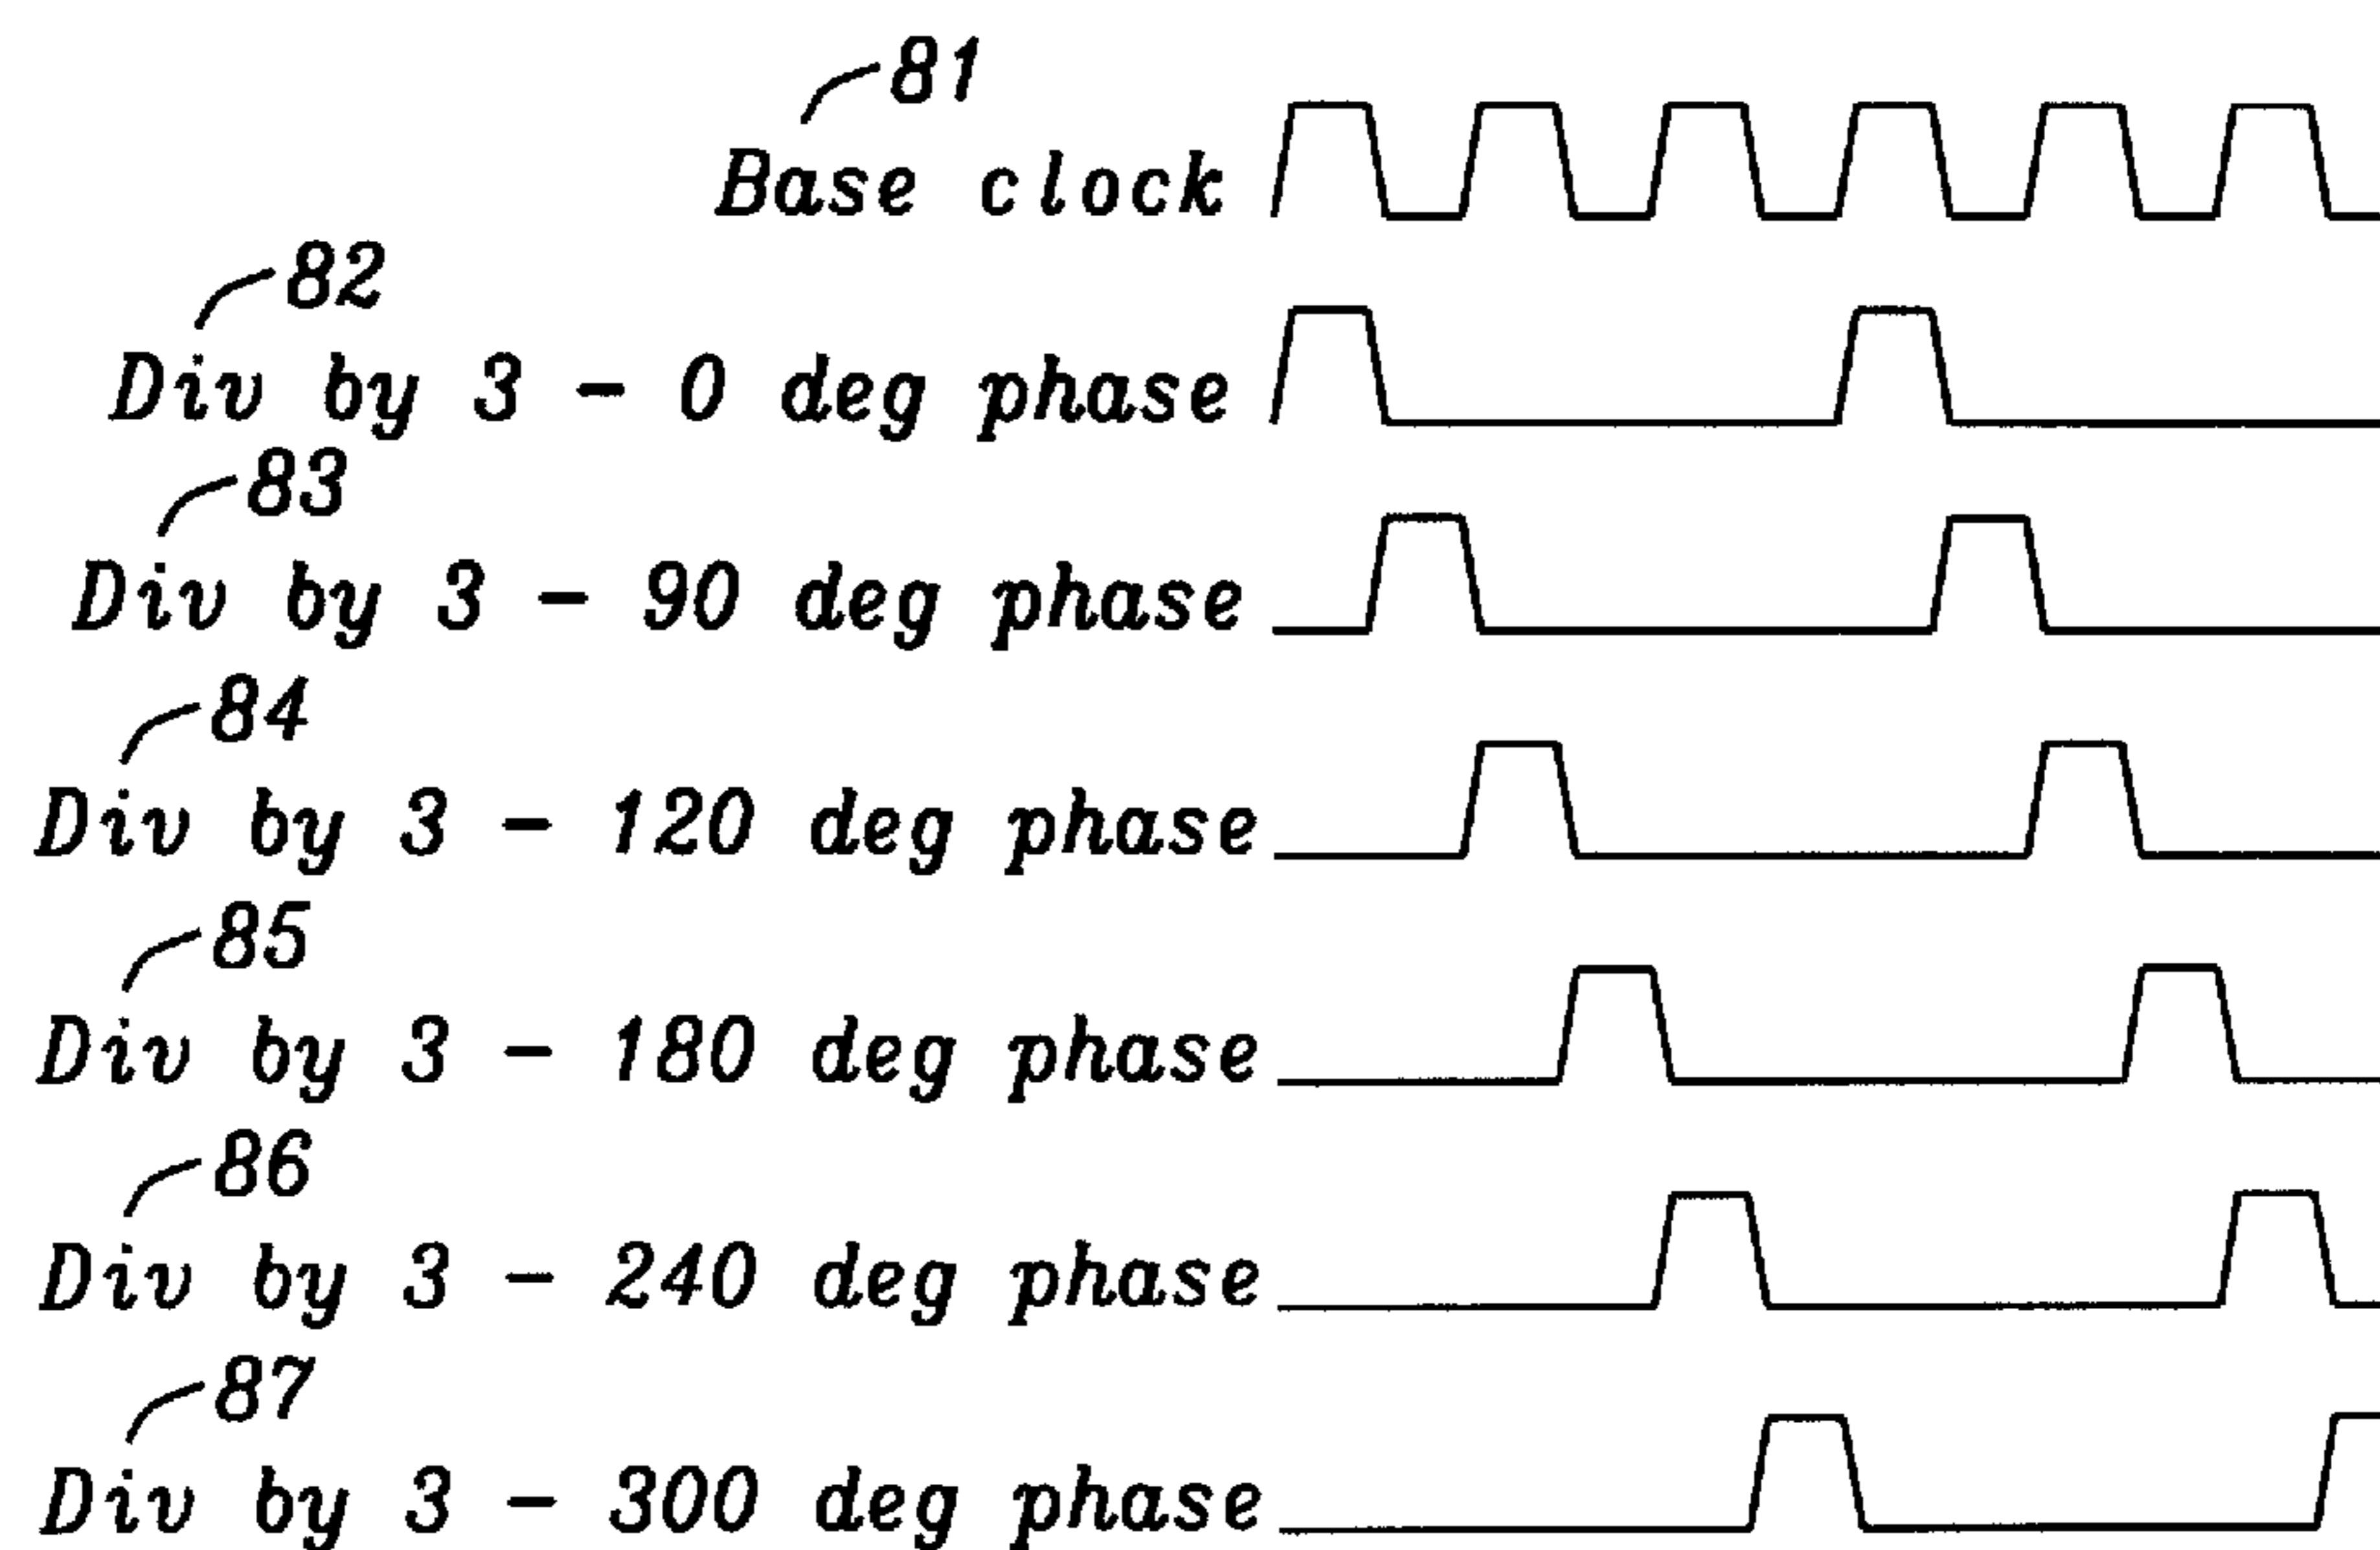 81
Base clock
82
Div by 3 - 0 deg phase
83
Div by 3 - 90 deg phase
84
Div by 3 - 120 deg phase
85
Div by 3 - 180 deg phase
86
Div by 3 - 240 deg phase
87
Div by 3 - 300 deg phase